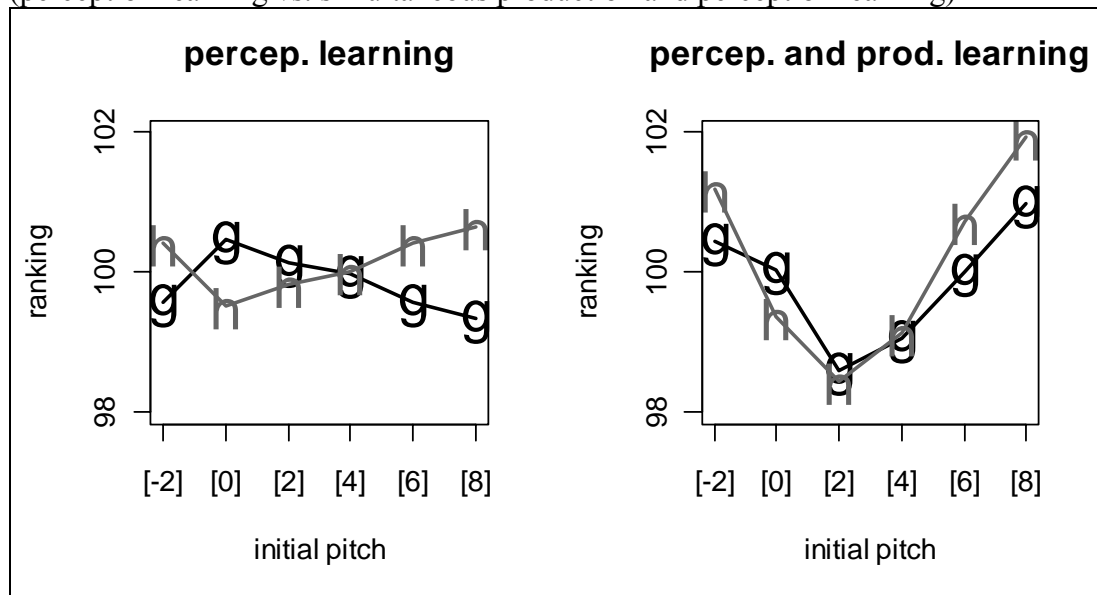 (perception learning vs. simultaneous production and perception learning)
percep. learning
102
100
98
ranking
h g g h g h g h g h g h
[-2] [0] [2] [4] [6] [8]
initial pitch
percep. and prod. learning
102
100
98
ranking
h g g h g h g h h g h g
[-2] [0] [2] [4] [6] [8]
initial pitch